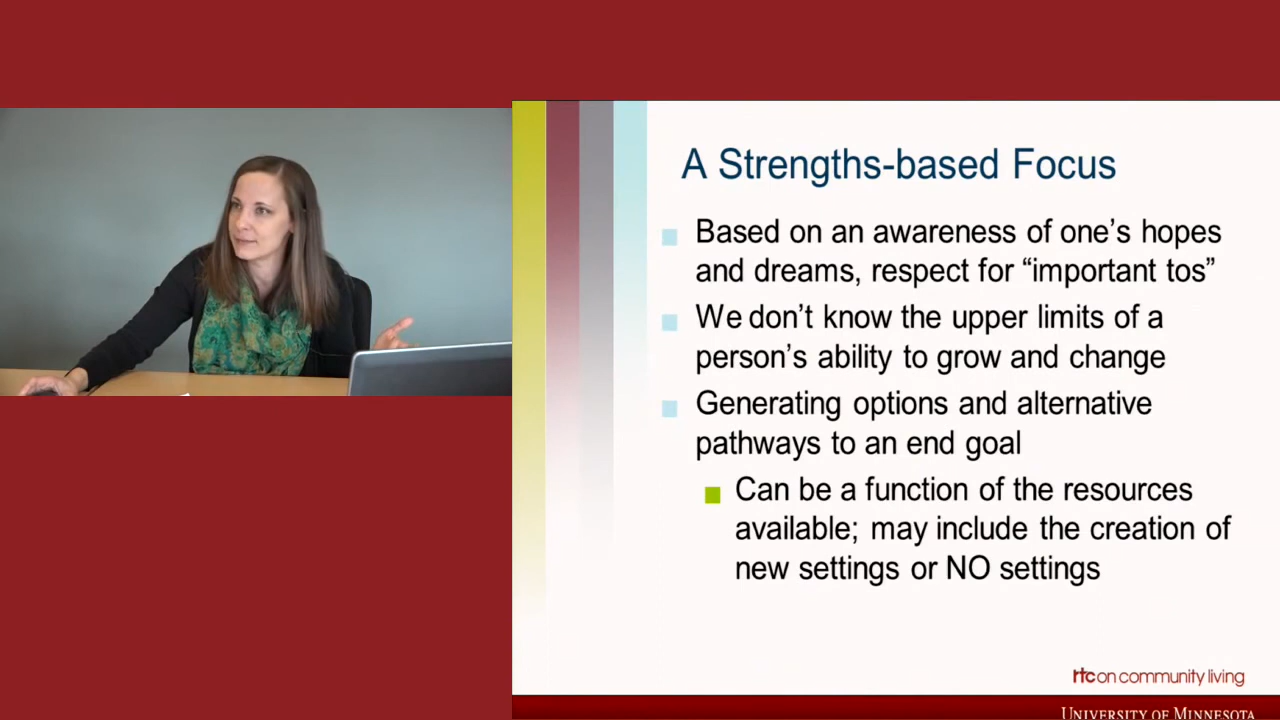 A Strengths-based Focus
Based on an awareness of one's hopes
and dreams, respect for “important tos”
We don't know the upper limits of a
person's ability to grow and change
Generating options and alternative
pathways to an end goal
Can be a function of the resources
available; may include the creation of
new settings or NO settings
rtc on community living
UNIVERSITY OF MINNESOTA